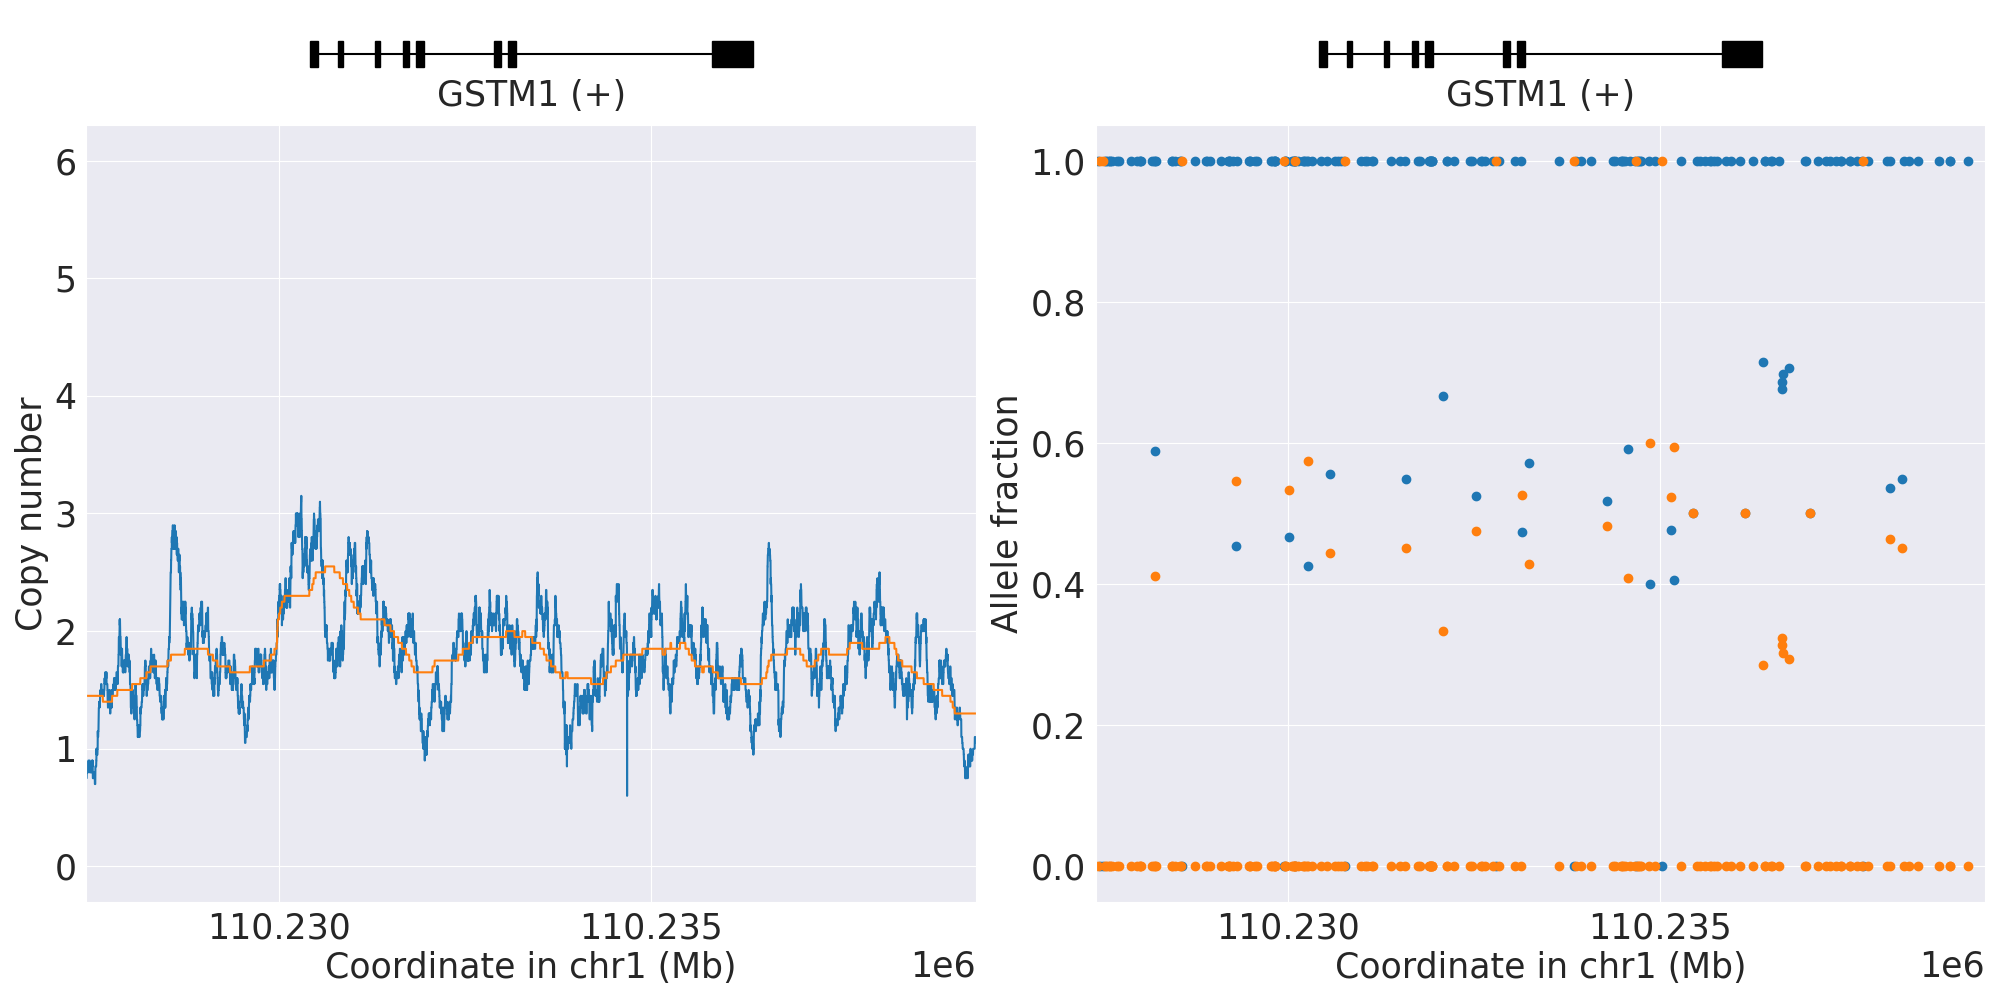 GSTM1 (+)
GSTM1 (+)
Copy number
6
5
4
3
2
1
0
110.230
110.235
Coordinate in chr1 (Mb)
1e6
Allele fraction
1.0
0.8
0.6
0.4
0.2
0.0
110.230
110.235
Coordinate in chr1 (Mb)
1e6